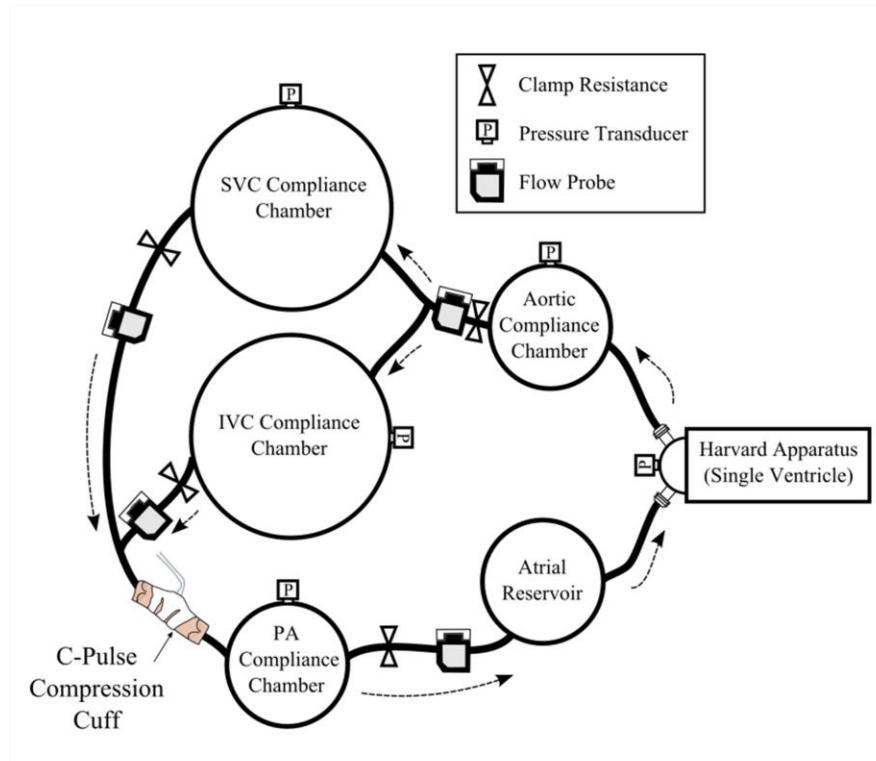 P
SVC Compliance
Chamber
Clamp Resistance
P
Pressure Transducer
Flow Probe
P
Aortic
Compliance
Chamber
IVC Compliance
Chamber
P
P
Harvard Apparatus
(Single Ventricle)
Atrial
Reservoir
P
PA
Compliance
Chamber
C-Pulse
Compression
Cuff